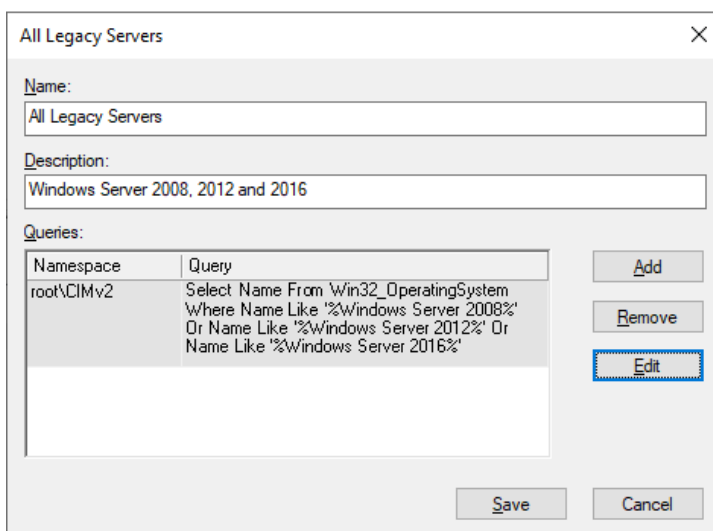 All Legacy Servers
Name:
All Legacy Servers
Description:
Windows Server 2008, 2012 and 2016
Queries:
Namespace Query
root\CIMv2 Select Name From Win32_OperatingSystem
Where Name Like '%Windows Server 2008%'
Or Name Like '%Windows Server 2012%' Or
Name Like '%Windows Server 2016%'
Add
Remove
Edit
Save Cancel